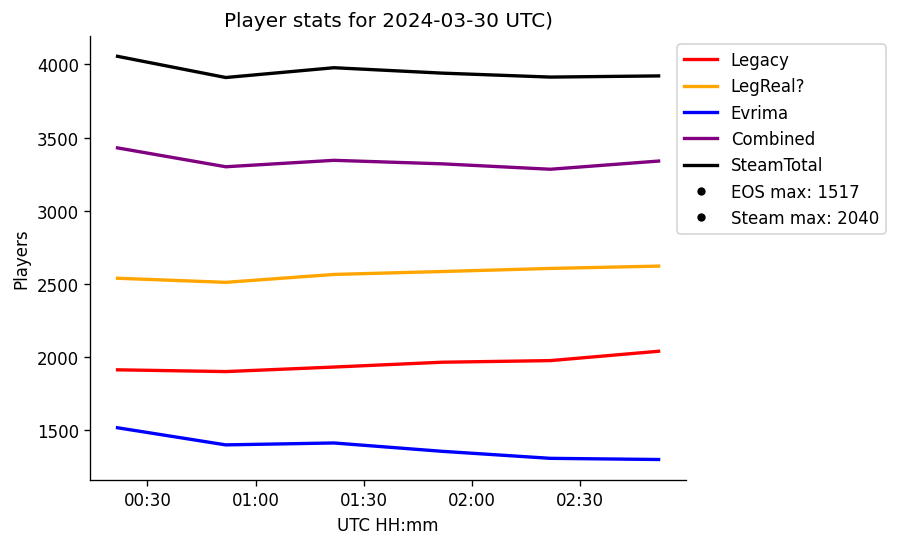 Player stats for 2024-03-30 UTC)
4000
3500
3000
2500
2000
1500
Players
00:30
01:00
01:30
02:00
02:30
UTC HH:mm
Legacy
LegReal?
Evrima
Combined
SteamTotal
EOS max: 1517
Steam max: 2040